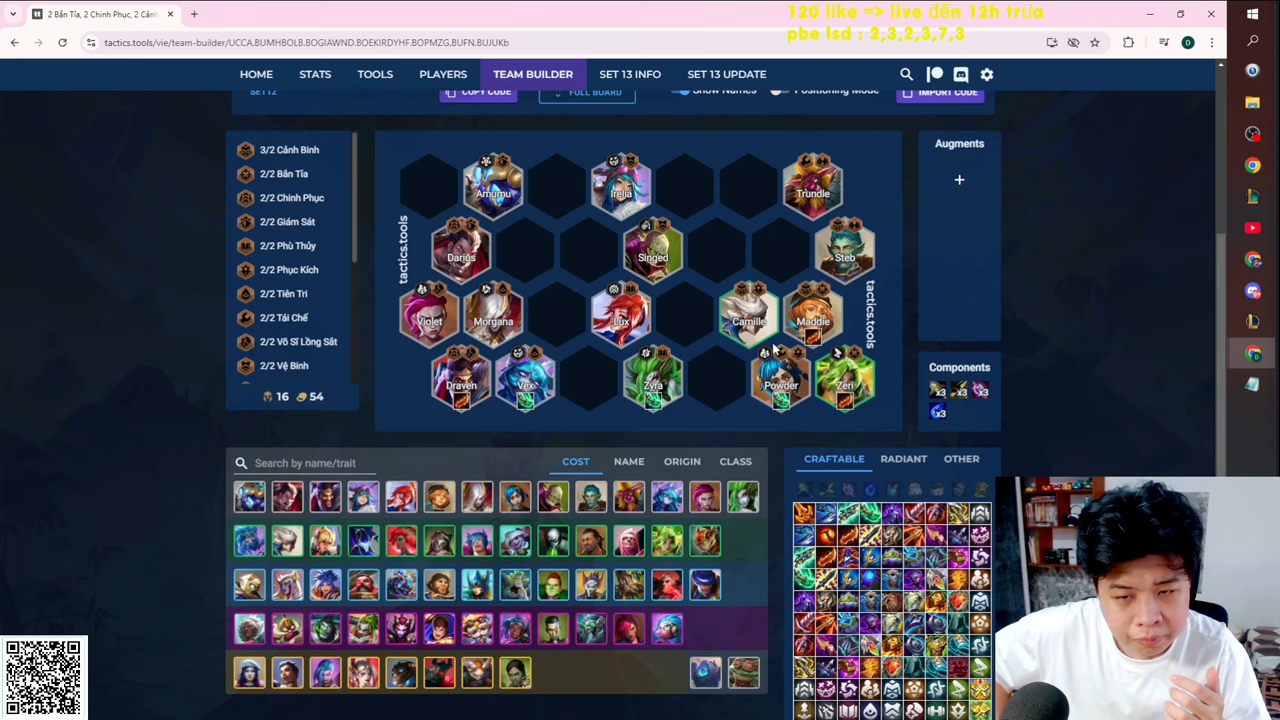 2 Bắn Tỉa, 2 Chinh Phục, 2 Cảnh
120 like => live đến 12h trưa
pbe lsd : 2,3,2,3,7,3
tactics.tools/vie/team-builder/UCCA.BUMHBOLB.BOGIAWND.BOEKIRDYHF.BOPMZG.BUFN.BUJUKb
HOME STATS TOOLS PLAYERS TEAM BUILDER SET 13 INFO SET 13 UPDATE
SET12 COPY CODE FULL BOARD Show Names Positioning Mode IMPORT CODE
3/2 Cảnh Binh
2/2 Bắn Tỉa
2/2 Chinh Phục
2/2 Giám Sát
2/2 Phù Thủy
2/2 Phục Kích
2/2 Tiên Tri
2/2 Tái Chế
2/2 Võ Sĩ Lồng Sắt
2/2 Vệ Binh
16 54
tactics.tools
Amumu Irelia Trundle
Darius Singed Steb
Violet Morgana Lux Camille Maddie
Draven Vex Zyra Powder Zeri
tactics.tools
Augments
+
Components
x3 x3 x3
x3
Search by name/trait
COST NAME ORIGIN CLASS
CRAFTABLE RADIANT OTHER